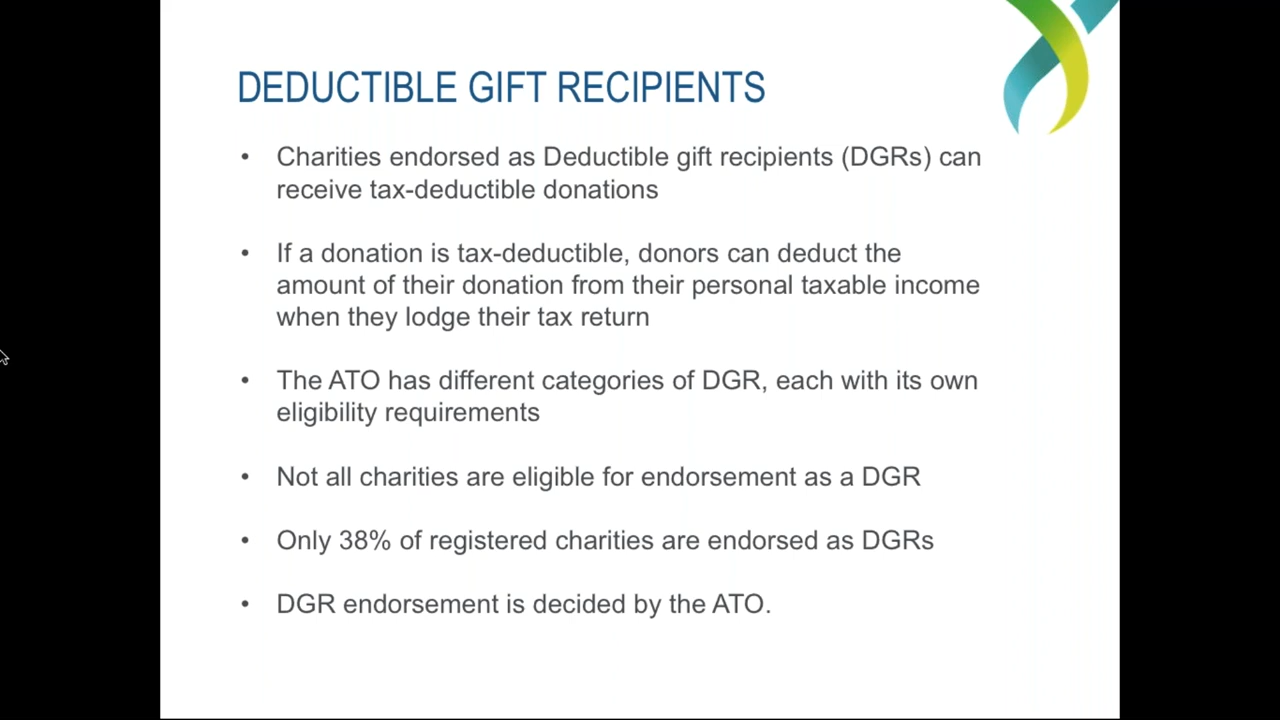 DEDUCTIBLE GIFT RECIPIENTS
• Charities endorsed as Deductible gift recipients (DGRs) can
receive tax-deductible donations
• If a donation is tax-deductible, donors can deduct the
amount of their donation from their personal taxable income
when they lodge their tax return
• The ATO has different categories of DGR, each with its own
eligibility requirements
• Not all charities are eligible for endorsement as a DGR
• Only 38% of registered charities are endorsed as DGRs
• DGR endorsement is decided by the ATO.